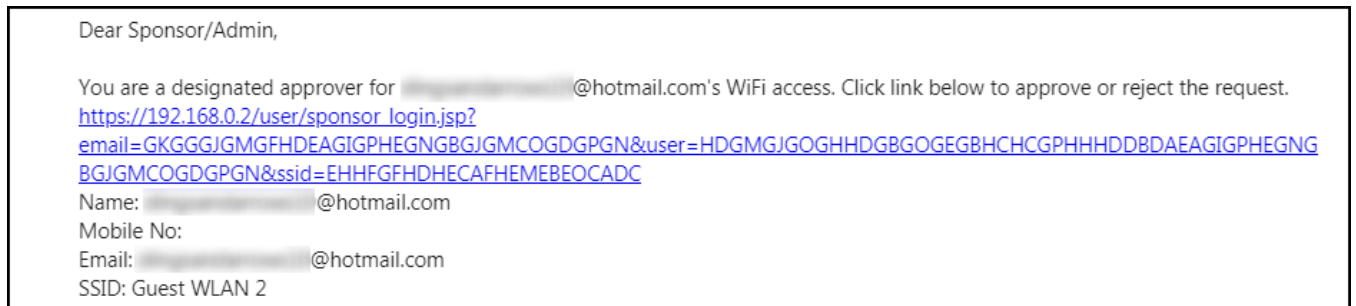 Dear Sponsor/Admin,
You are a designated approver for @hotmail.com's WiFi access. Click link below to approve or reject the request.
https://192.168.0.2/user/sponsor_login.jsp?
email=GKGGGJGMGFHDEAGIGPHEGNGBGJGMCOGDGPGN&user=HDGMGJGOGHHDGBGOGEGBHCHCGPHHHDDBDAEAGIGPHEGNG
BGJGMCOGDGPGN&ssid=EHHFGFHDHECAFHEMEBEOCADC
Name: @hotmail.com
Mobile No:
Email: @hotmail.com
SSID: Guest WLAN 2